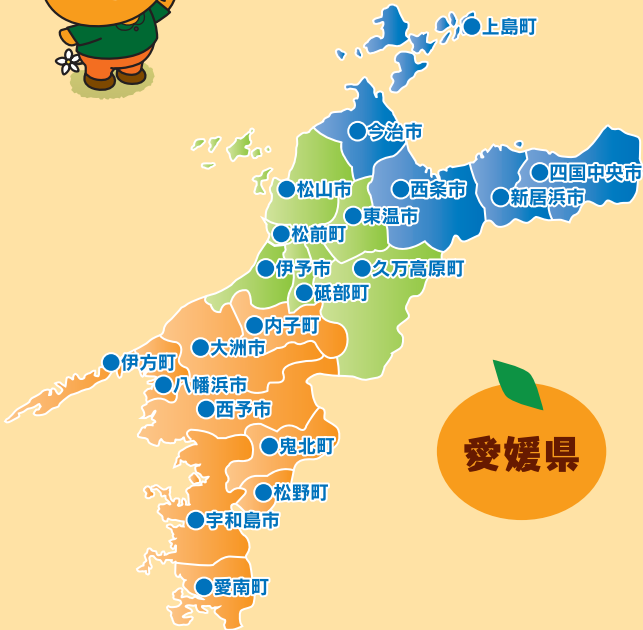 上島町
今治市
四国中央市
西条市
新居浜市
松山市
東温市
松前町
伊予市
久万高原町
砥部町
内子町
大洲市
伊方町
八幡浜市
西予市
鬼北町
愛媛県
松野町
宇和島市
愛南町